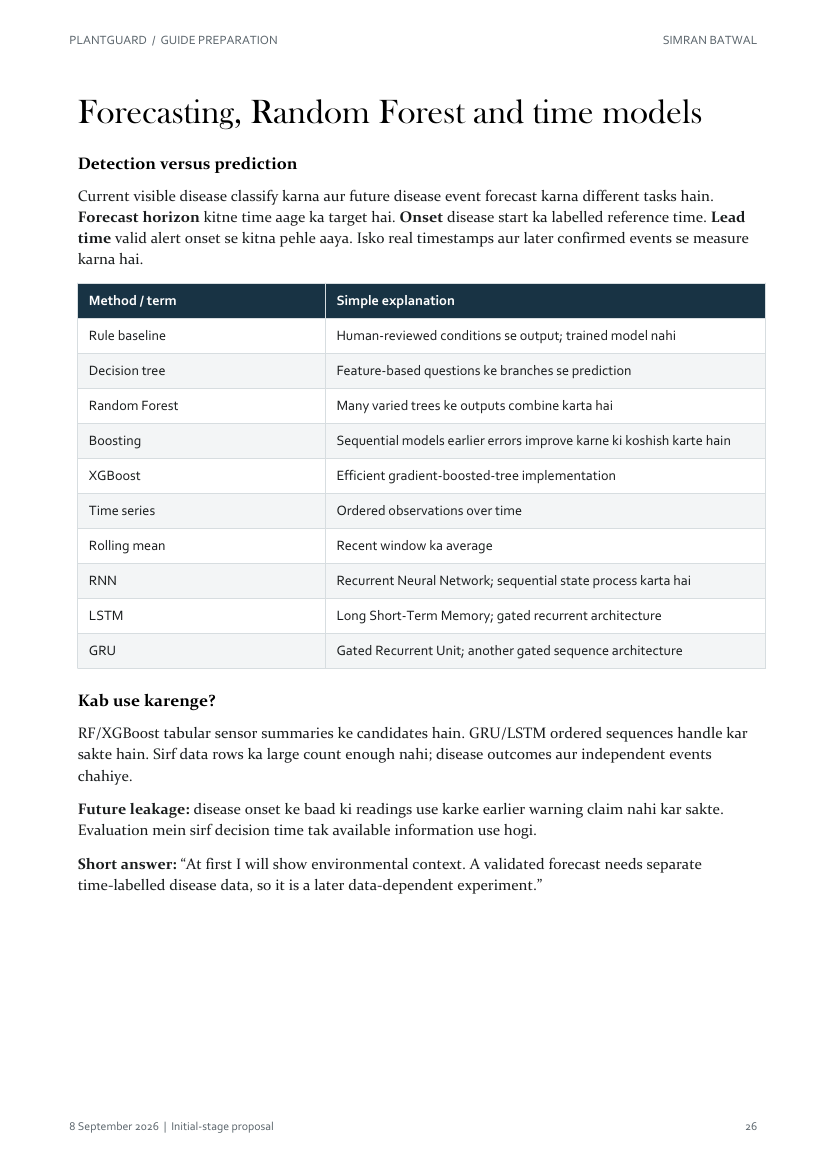 PLANTGUARD / GUIDE PREPARATION
SIMRAN BATWAL
Forecasting, Random Forest and time models
Detection versus prediction
Current visible disease classify karna aur future disease event forecast karna different tasks hain.
Forecast horizon kitne time aage ka target hai. Onset disease start ka labelled reference time. Lead
time valid alert onset se kitna pehle aaya. Isko real timestamps aur later confirmed events se measure
karna hai.
Method / term
Simple explanation
Rule baseline
Human-reviewed conditions se output; trained model nahi
Decision tree
Feature-based questions ke branches se prediction
Random Forest
Many varied trees ke outputs combine karta hai
Boosting
Sequential models earlier errors improve karne ki koshish karte hain
XGBoost
Efficient gradient-boosted-tree implementation
Time series
Ordered observations over time
Rolling mean
Recent window ka average
RNN
Recurrent Neural Network; sequential state process karta hai
LSTM
Long Short-Term Memory; gated recurrent architecture
GRU
Gated Recurrent Unit; another gated sequence architecture
Kab use karenge?
RF/XGBoost tabular sensor summaries ke candidates hain. GRU/LSTM ordered sequences handle kar
sakte hain. Sirf data rows ka large count enough nahi; disease outcomes aur independent events
chahiye.
Future leakage: disease onset ke baad ki readings use karke earlier warning claim nahi kar sakte.
Evaluation mein sirf decision time tak available information use hogi.
Short answer: “At first I will show environmental context. A validated forecast needs separate
time-labelled disease data, so it is a later data-dependent experiment.”
8 September 2026 | Initial-stage proposal
26